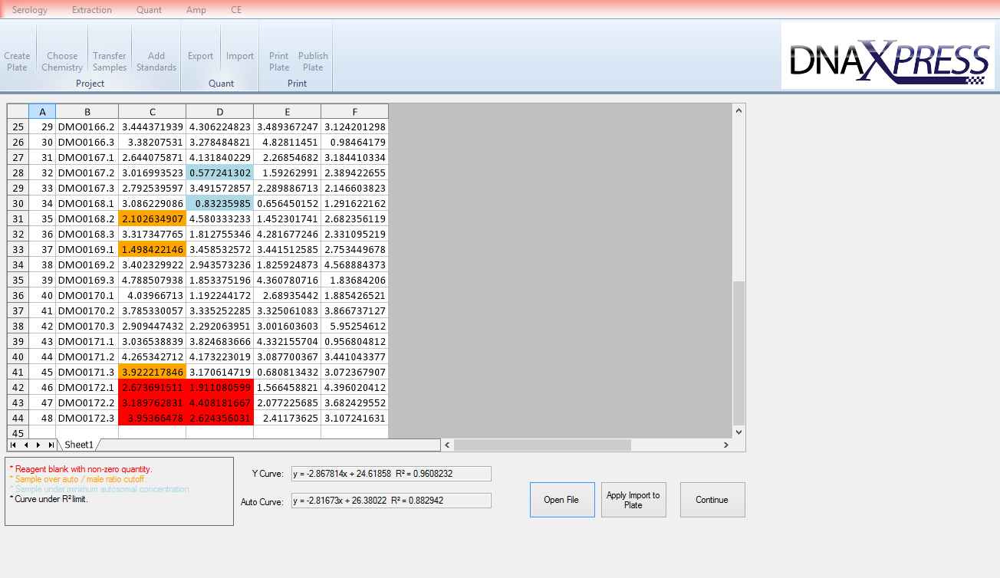 Serology Extraction Quant Amp CE
Create Plate Choose Chemistry Transfer Samples Add Standards Export Import Print Plate Publish Plate
Project Quant Print
DNAXPRESS
A B C D E F
25 29 DMO0166.2 3.444371939 4.306224823 3.489367247 3.124201298
26 30 DMO0166.3 3.38207531 3.278484821 4.82811451 0.98464179
27 31 DMO0167.1 2.644075871 4.131840229 2.26854682 3.184410334
28 32 DMO0167.2 3.016993523 0.577241302 1.59262991 2.389422655
29 33 DMO0167.3 2.792539597 3.491572857 2.289886713 2.146603823
30 34 DMO0168.1 3.086229086 0.83235985 0.656450152 1.291622162
31 35 DMO0168.2 2.102634907 4.580333233 1.452301741 2.682356119
32 36 DMO0168.3 3.317347765 1.812755346 4.281677246 2.331095219
33 37 DMO0169.1 1.498422146 3.458532572 3.441512585 2.753449678
34 38 DMO0169.2 3.402329922 2.943573236 1.825924873 4.568884373
35 39 DMO0169.3 4.788507938 1.853375196 4.360780716 1.83684206
36 40 DMO0170.1 4.03966713 1.192244172 2.68935442 1.885426521
37 41 DMO0170.2 3.785330057 3.335252285 3.325061083 3.866737127
38 42 DMO0170.3 2.909447432 2.292063951 3.001603603 5.95254612
39 43 DMO0171.1 3.036538839 3.824683666 4.332155704 0.956804812
40 44 DMO0171.2 4.265342712 4.173223019 3.087700367 3.441043377
41 45 DMO0171.3 3.922217846 3.170614719 0.680813432 3.072367907
42 46 DMO0172.1 2.673691511 1.911080599 1.566458821 4.396020412
43 47 DMO0172.2 3.189762831 4.408181667 2.077225685 3.682429552
44 48 DMO0172.3 3.95366478 2.624356031 2.41173625 3.107241631
45
Sheet1
* Reagent blank with non-zero quantity.
* Sample over auto / male ratio cutoff.
* Sample under minimum autosomal concentration.
* Curve under R² limit.
Y Curve: y = -2.867814x + 24.61858 R² = 0.9608232
Auto Curve: y = -2.81673x + 26.38022 R² = 0.882942
Open File
Apply Import to
Plate
Continue